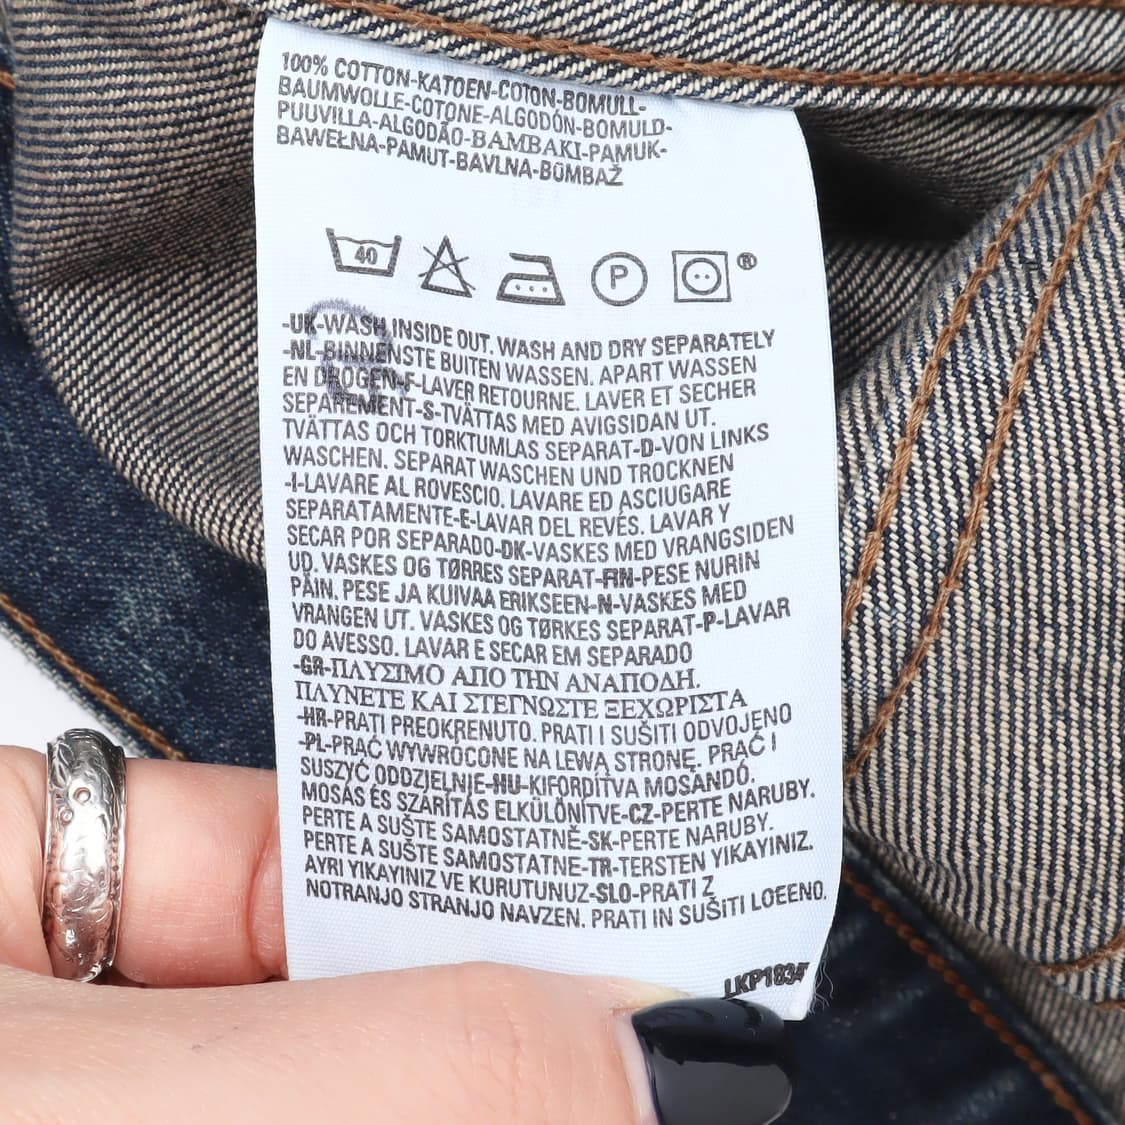 100% COTTON-KATOEN-COTON-BOMULL-
BAUMWOLLE-COTONE-ALGODÓN-BOMULD-
PUUVILLA-ALGODÃO-BAMBAKI-PAMUK-
BAWEŁNA-PAMUT-BAVLNA-BÖMBAŽ
40
P
®
-UK-WASH INSIDE OUT. WASH AND DRY SEPARATELY
-NL-BINNENSTE BUITEN WASSEN. APART WASSEN
EN DROGEN-F-LAVER RETOURNE. LAVER ET SECHER
SEPAREMENT-S-TVÄTTAS MED AVIGSIDAN UT.
TVÄTTAS OCH TORKTUMLAS SEPARAT-D-VON LINKS
WASCHEN. SEPARAT WASCHEN UND TROCKNEN
-I-LAVARE AL ROVESCIO. LAVARE ED ASCIUGARE
SEPARATAMENTE-E-LAVAR DEL REVÉS. LAVAR Y
SECAR POR SEPARADO-DK-VASKES MED VRANGSIDEN
UD. VASKES OG TØRRES SEPARAT-FIN-PESE NURIN
PÄIN. PESE JA KUIVAA ERIKSEEN-N-VASKES MED
VRANGEN UT. VASKES OG TØRKES SEPARAT-P-LAVAR
DO AVESSO. LAVAR E SECAR EM SEPARADO
-GR-ΠΛΥΣΙΜΟ ΑΠΟ ΤΗΝ ΑΝΑΠΟΔΗ.
ΠΛΥΝΕΤΕ ΚΑΙ ΣΤΕΓΝΩΣΤΕ ΞΕΧΩΡΙΣΤΑ
-HR-PRATI PREOKRENUTO. PRATI I SUŠITI ODVOJENO
-PL-PRAĆ WYWRÓCONE NA LEWĄ STRONĘ. PRAĆ I
SUSZYĆ ODDZIELNIE-HU-KIFORDÍTVA MOSANDÓ.
MOSÁS ÉS SZÁRÍTÁS ELKÜLÖNÍTVE-CZ-PERTE NARUBY.
PERTE A SUŠTE SAMOSTATNĚ-SK-PERTE NARUBY.
PERTE A SUŠTE SAMOSTATNE-TR-TERSTEN YIKAYINIZ.
AYRI YIKAYINIZ VE KURUTUNUZ-SLO-PRATI Z
NOTRANJO STRANJO NAVZEN. PRATI IN SUŠITI LOEENO.
LKP1834